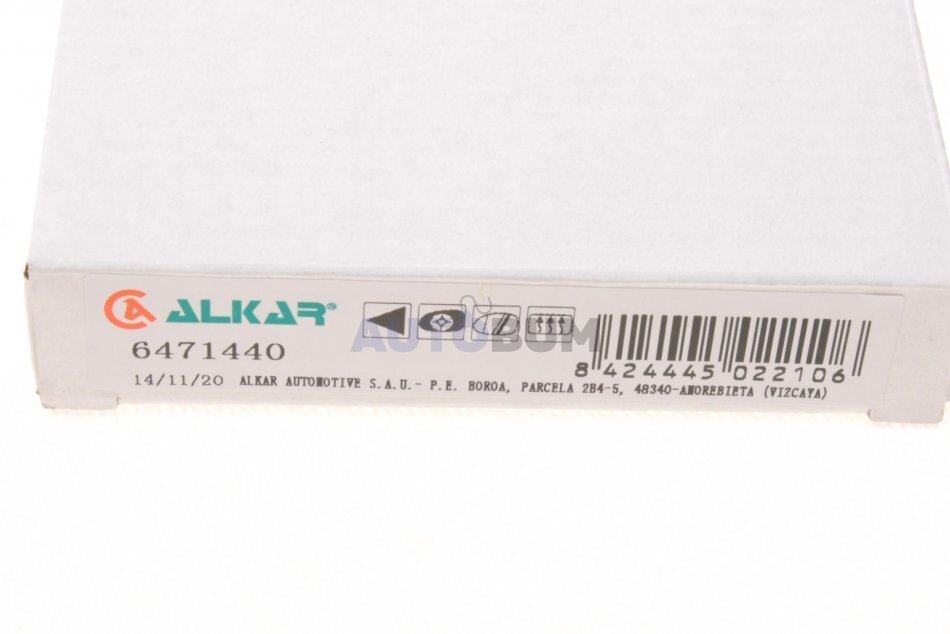 ALKAR®
6471440
AUTOBUM
8 424445 022106
14/11/20 ALKAR AUTOMOTIVE S.A.U.- P.E. BOROA, PARCELA 2B4-5, 48340-AMOREBIETA (VIZCAYA)